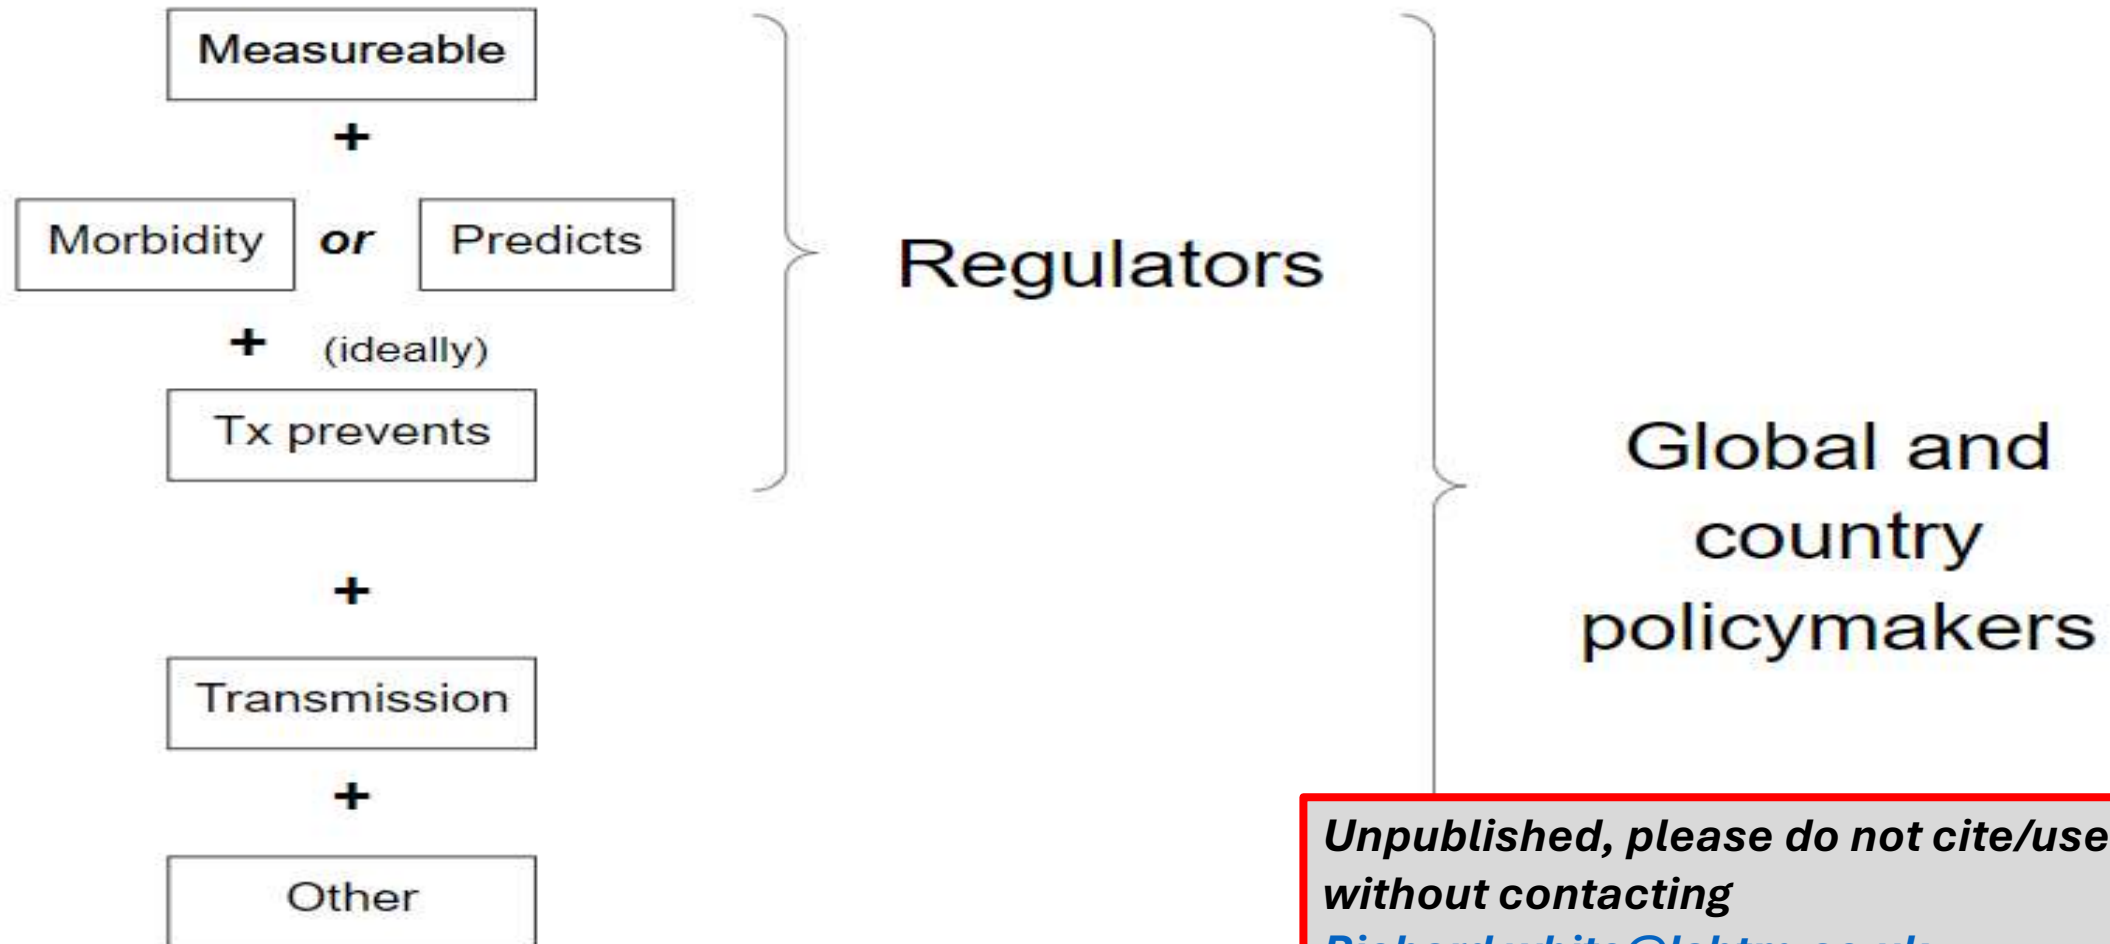 Measureable
+
Morbidity or Predicts
+ (ideally)
Tx prevents
+
Transmission
+
Other
Regulators
Global and
country
policymakers
Unpublished, please do not cite/use
without contacting